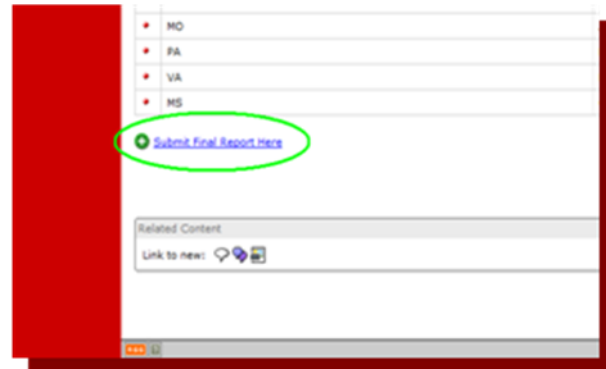 MO
PA
VA
MS
Submit Final Report Here
Related Content
Link to new: